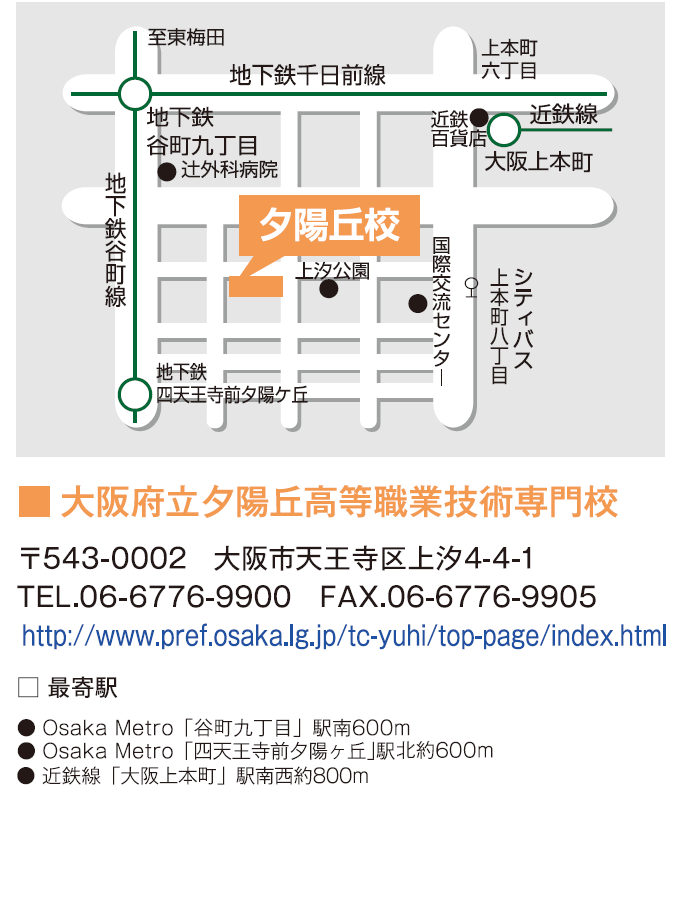 至東梅田
地下鉄千日前線
上本町
六丁目
地下鉄
谷町九丁目
近鉄
百貨店
近鉄線
大阪上本町
辻外科病院
地下鉄谷町線
夕陽丘校
上汐公園
国際交流センター
シティバス
上本町八丁目
地下鉄
四天王寺前夕陽ケ丘
■ 大阪府立夕陽丘高等職業技術専門校
〒543-0002　大阪市天王寺区上汐4-4-1
TEL.06-6776-9900　FAX.06-6776-9905
http://www.pref.osaka.lg.jp/tc-yuhi/top-page/index.html
□ 最寄駅
● Osaka Metro「谷町九丁目」駅南600m
● Osaka Metro「四天王寺前夕陽ヶ丘」駅北約600m
● 近鉄線「大阪上本町」駅南西約800m